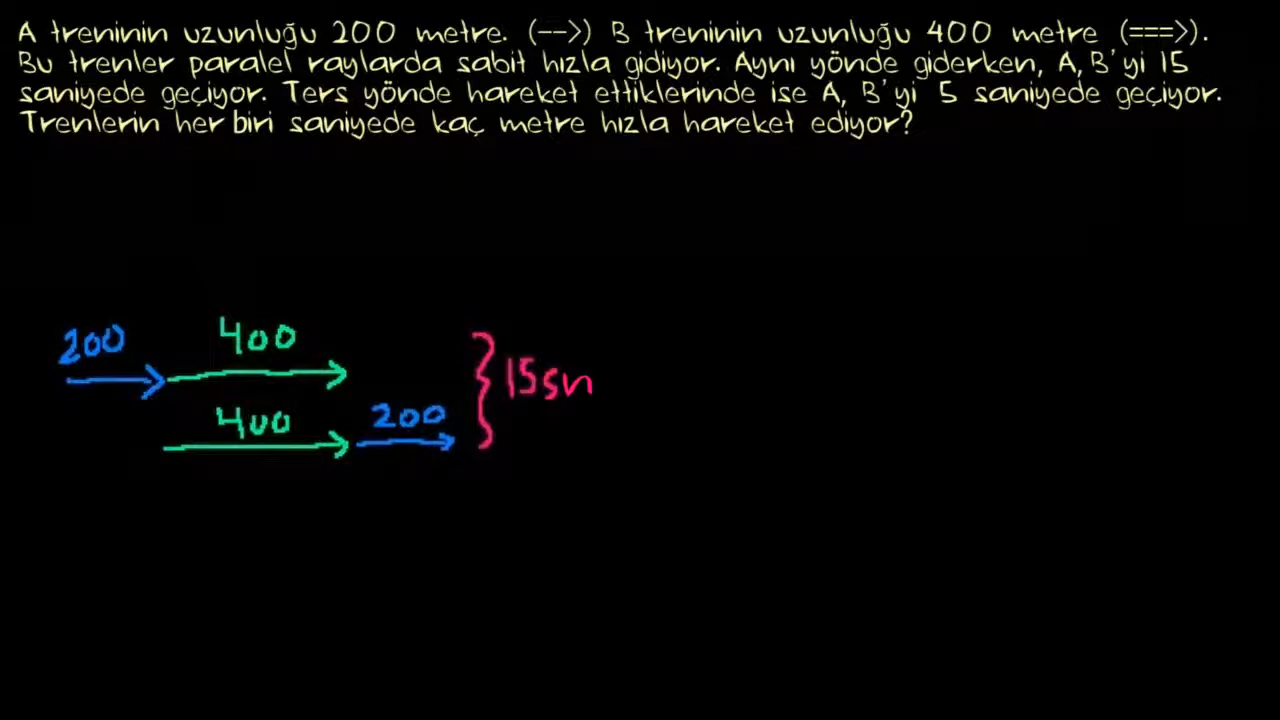 A treninin uzunluğu 200 metre. (-->) B treninin uzunluğu 400 metre (===>).
Bu trenler paralel raylarda sabit hızla gidiyor. Aynı yönde giderken, A, B'yi 15
saniyede geçiyor. Ters yönde hareket ettiklerinde ise A, B'yi 5 saniyede geçiyor.
Trenlerin her biri saniyede kaç metre hızla hareket ediyor?
200 400
400 200
15sn